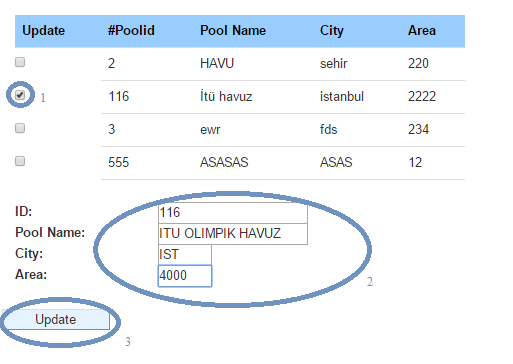 Update #Poolid Pool Name City Area
2 HAVU sehir 220
1 116 İtü havuz istanbul 2222
3 ewr fds 234
555 ASASAS ASAS 12
ID: 116
Pool Name: ITU OLIMPIK HAVUZ
City: IST
Area: 4000
2
Update
3